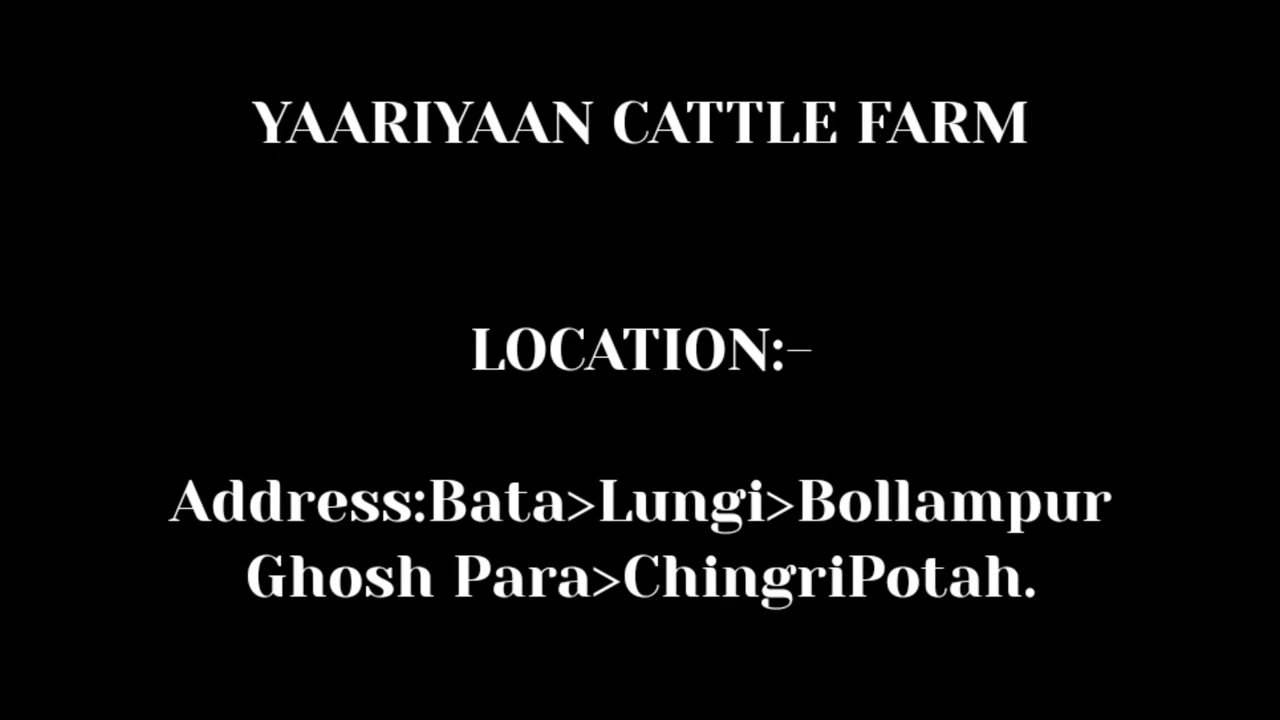 YAARIYAAN CATTLE FARM
LOCATION:-
Address:Bata>Lungi>Bollampur
Ghosh Para>ChingriPotah.